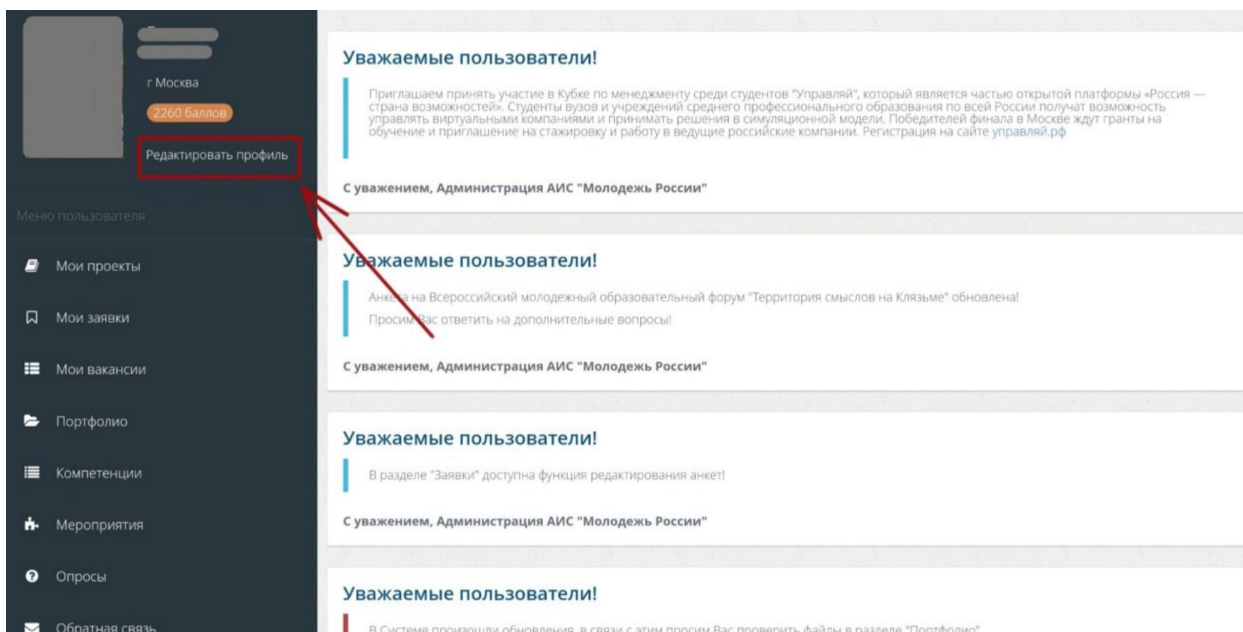 г Москва
2260 баллов
Редактировать профиль
Меню пользователя
Мои проекты
Мои заявки
Мои вакансии
Портфолио
Компетенции
Мероприятия
Опросы
Обратная связь
Уважаемые пользователи!
Приглашаем принять участие в Кубке по менеджменту среди студентов "Управляй", который является частью открытой платформы «Россия —
страна возможностей». Студенты вузов и учреждений среднего профессионального образования по всей России получат возможность
управлять виртуальными компаниями и принимать решения в симуляционной модели. Победителей финала в Москве ждут гранты на
обучение и приглашение на стажировку и работу в ведущие российские компании. Регистрация на сайте управляй.рф
С уважением, Администрация АИС "Молодежь России"
Уважаемые пользователи!
Анкета на Всероссийский молодежный образовательный форум "Территория смыслов на Клязьме" обновлена!
Просим Вас ответить на дополнительные вопросы!
С уважением, Администрация АИС "Молодежь России"
Уважаемые пользователи!
В разделе "Заявки" доступна функция редактирования анкет!
С уважением, Администрация АИС "Молодежь России"
Уважаемые пользователи!
В Системе произошли обновления, в связи с этим просим Вас проверить файлы в разделе "Портфолио"